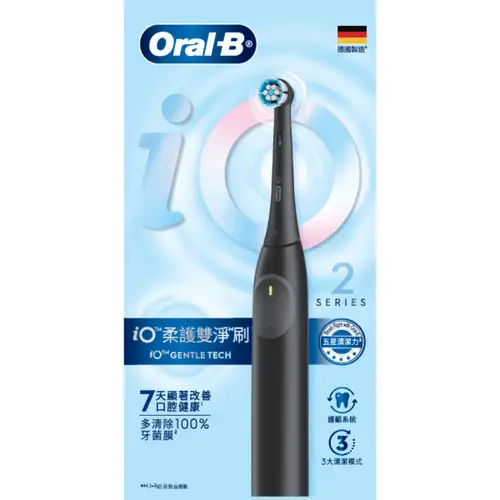 Oral-B®
德國製造#
iO
2
SERIES
iO™柔護雙淨刷
iO™ GENTLE TECH
五星清潔力
7天顯著改善
口腔健康¹
多清除100%
牙菌膜²
護齦系統
3
3大清潔模式